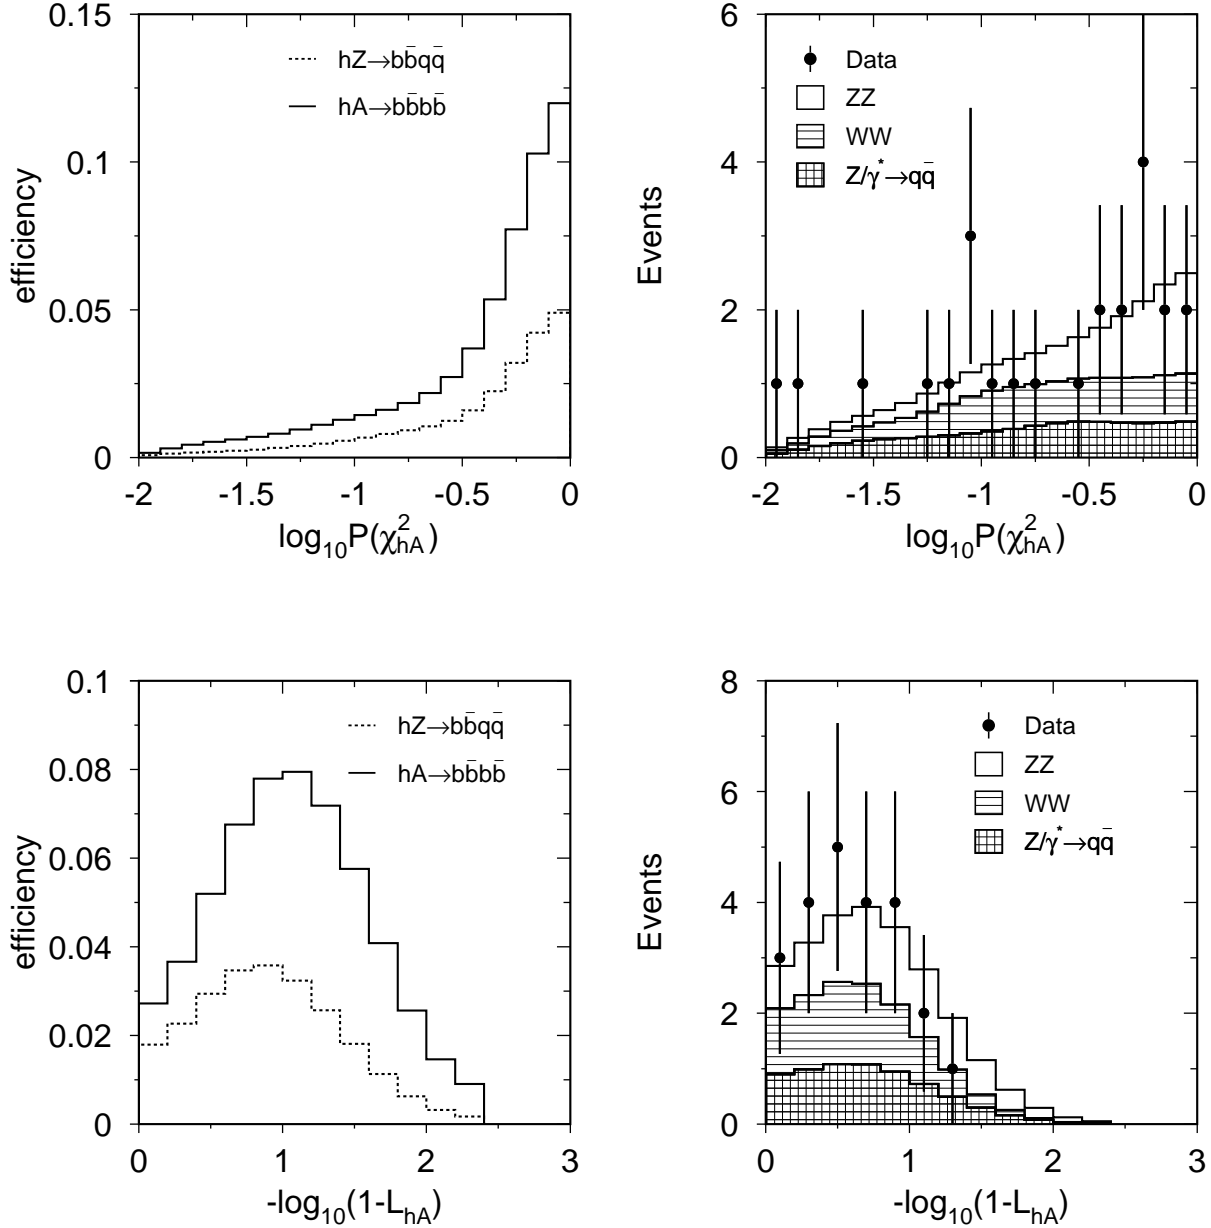 0.15
0.1
0.05
0
efficiency
hZ→bb̄qq̄
hA→bb̄bb̄
-2 -1.5 -1 -0.5 0
log₁₀P(χ²hA)
6
4
2
0
Events
Data
ZZ
WW
Z/γ*→qq̄
-2 -1.5 -1 -0.5 0
log₁₀P(χ²hA)
0.1
0.08
0.06
0.04
0.02
0
efficiency
hZ→bb̄qq̄
hA→bb̄bb̄
0 1 2 3
-log₁₀(1-LhA)
8
6
4
2
0
Events
Data
ZZ
WW
Z/γ*→qq̄
0 1 2 3
-log₁₀(1-LhA)